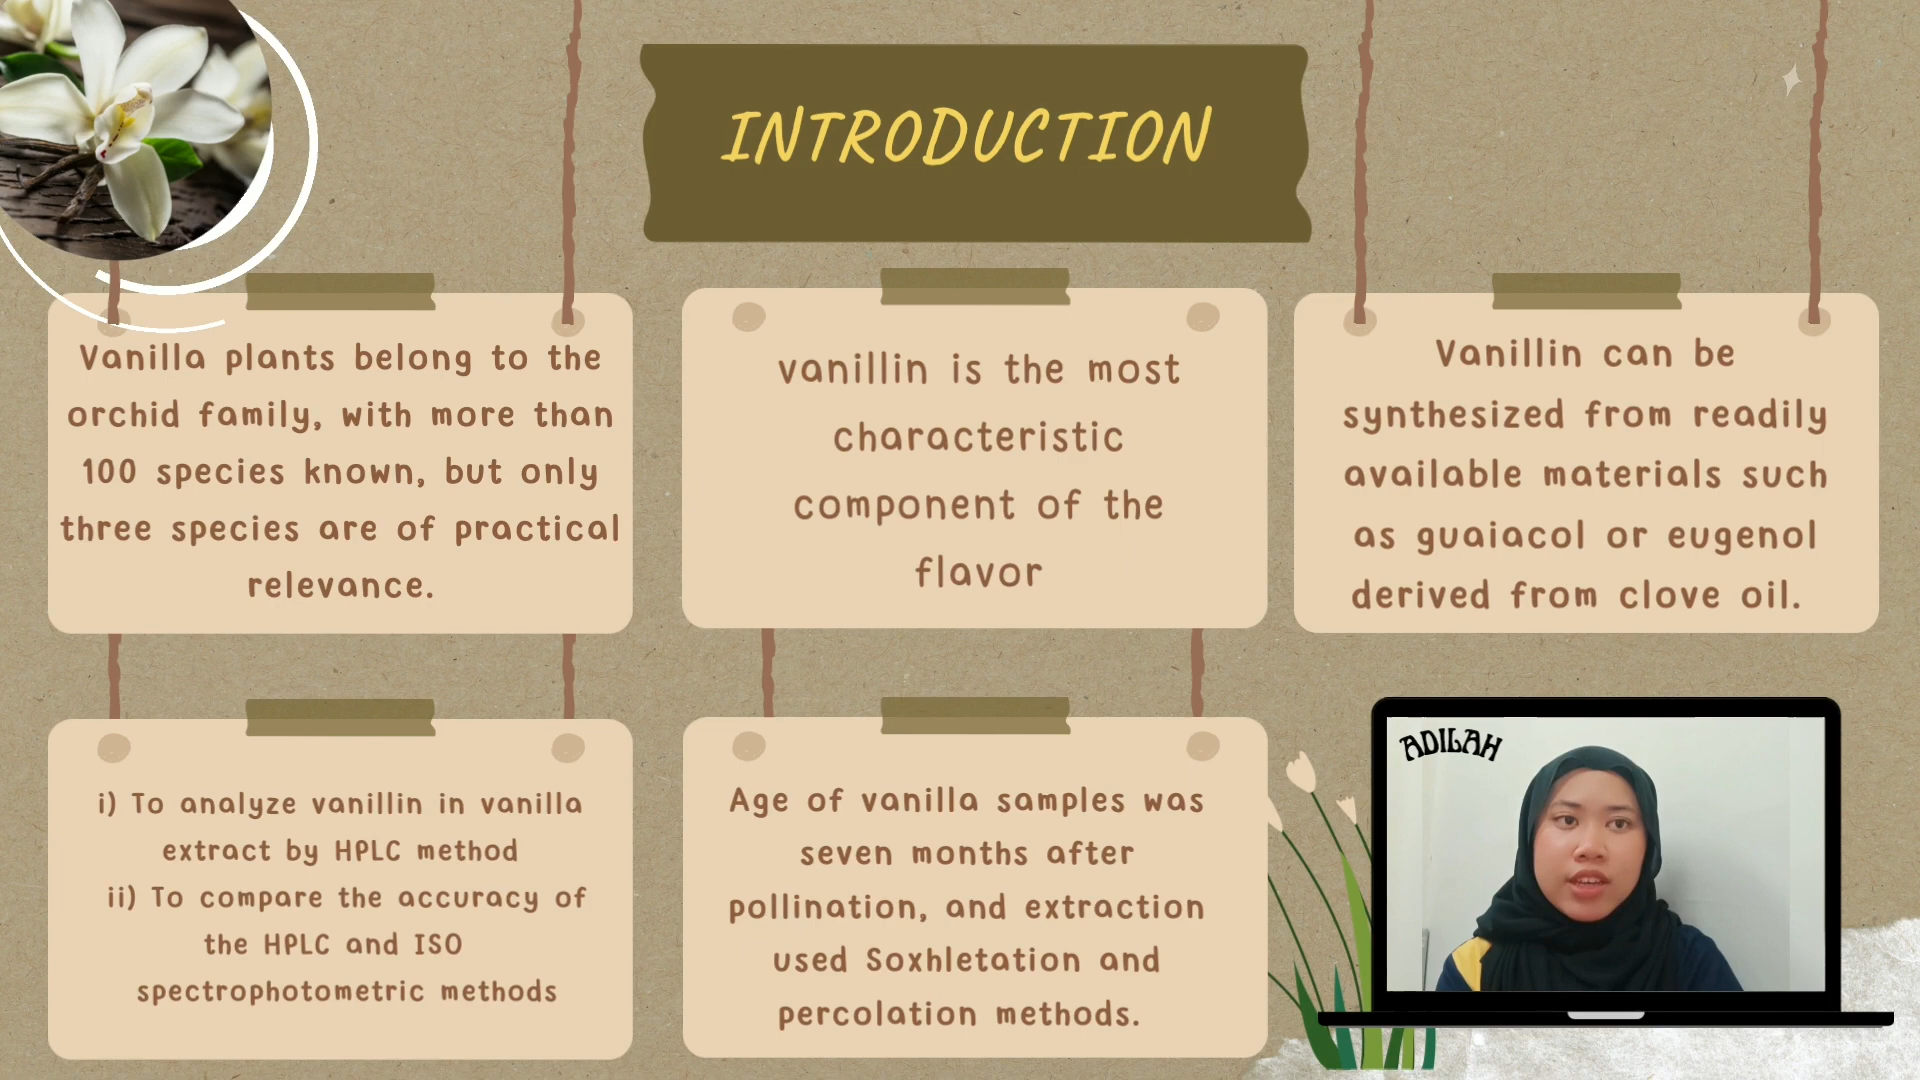 INTRODUCTION
Vanilla plants belong to the
orchid family, with more than
100 species known, but only
three species are of practical
relevance.
vanillin is the most
characteristic
component of the
flavor
Vanillin can be
synthesized from readily
available materials such
as guaiacol or eugenol
derived from clove oil.
i) To analyze vanillin in vanilla
extract by HPLC method
ii) To compare the accuracy of
the HPLC and ISO
spectrophotometric methods
Age of vanilla samples was
seven months after
pollination, and extraction
used Soxhletation and
percolation methods.
ADILAH